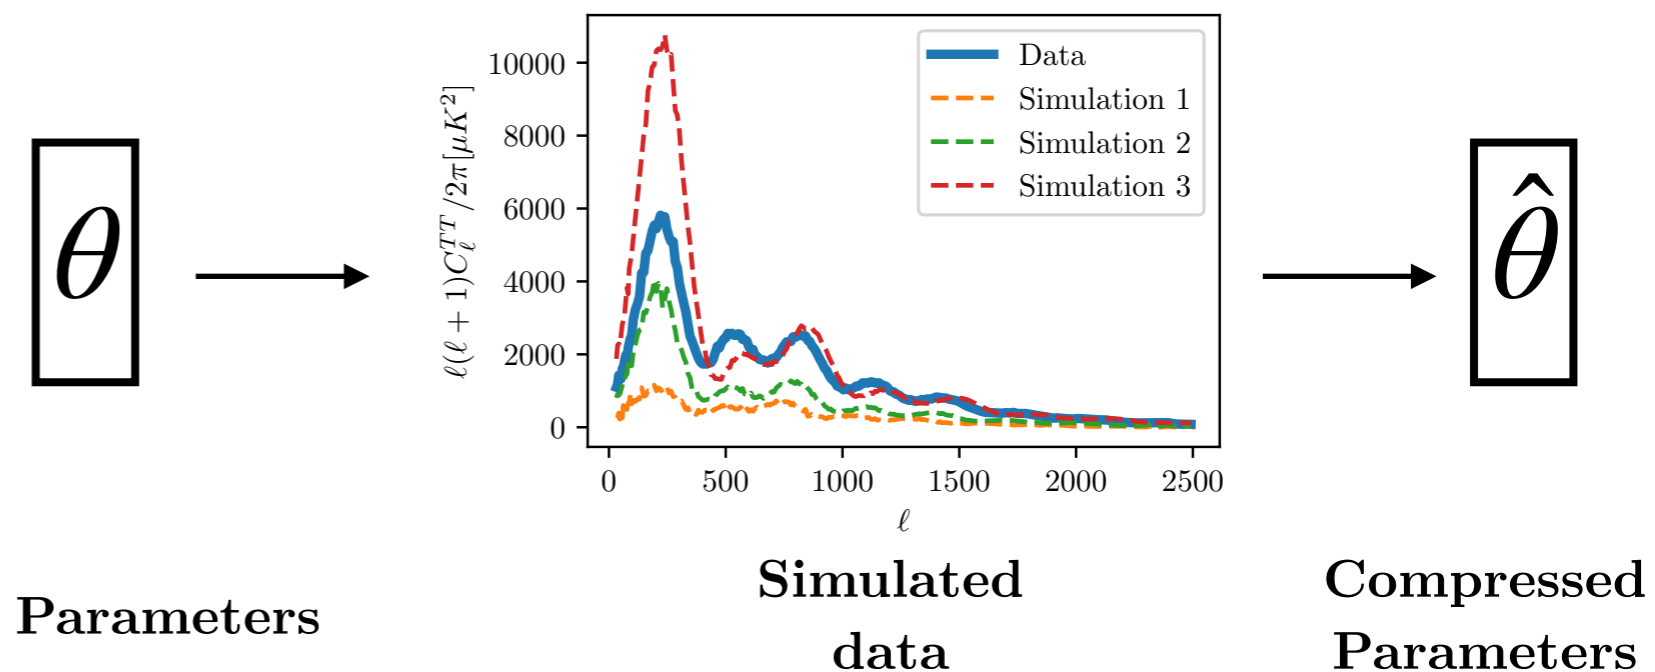 θ
ℓ(ℓ + 1)C_ℓ^{TT}/2π[μK²]
10000
8000
6000
4000
2000
0
0 500 1000 1500 2000 2500
ℓ
Data
Simulation 1
Simulation 2
Simulation 3
θ̂
Parameters
Simulated
data
Compressed
Parameters